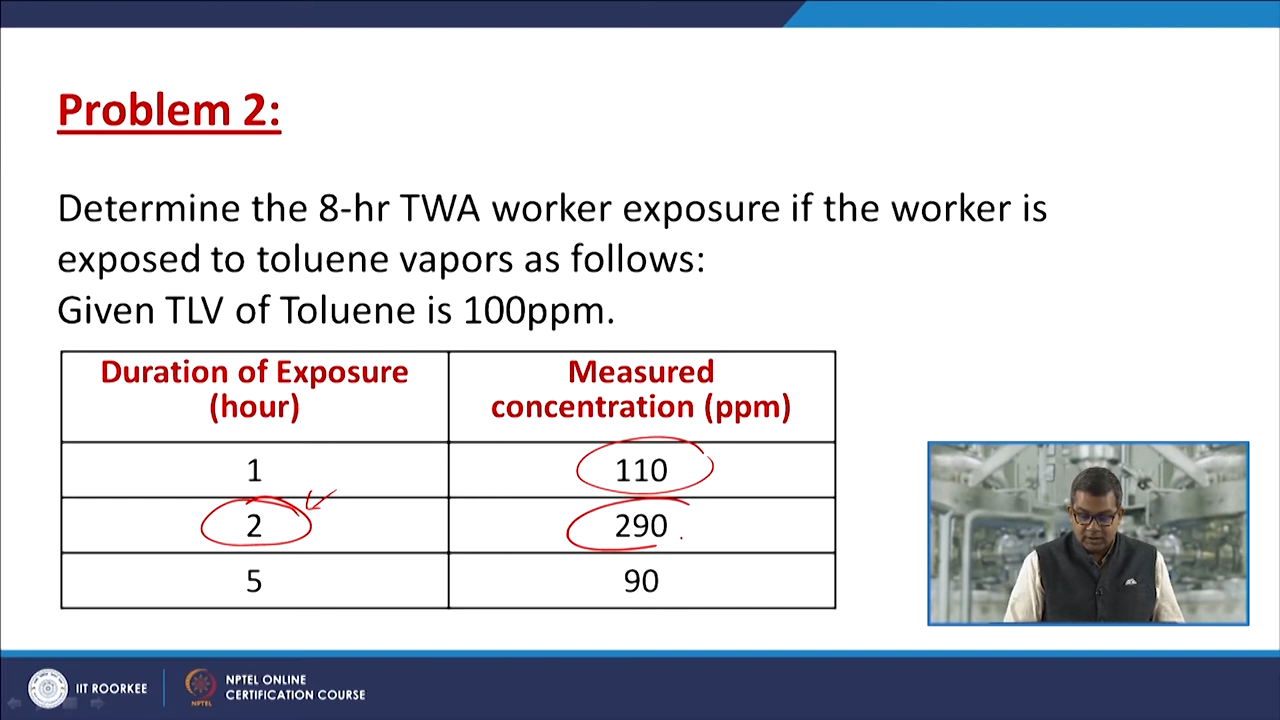 Problem 2:
Determine the 8-hr TWA worker exposure if the worker is
exposed to toluene vapors as follows:
Given TLV of Toluene is 100ppm.
Duration of Exposure
(hour)
Measured
concentration (ppm)
1
110
2
290
5
90
IIT ROORKEE
NPTEL
NPTEL ONLINE
CERTIFICATION COURSE